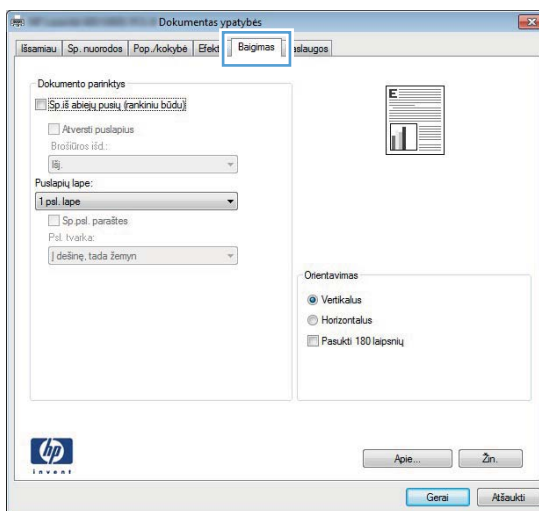 Dokumentas ypatybės
Išsamiau Sp. nuorodos Pop./kokybė Efekt Baigimas aslaugos
Dokumento parinktys
Sp.iš abiejų pusių (rankiniu būdu)
Atversti puslapius
Brošiūros išd.:
Išj.
Puslapių lape:
1 psl. lape
Sp.psl. paraštes
Psl. tvarka:
Į dešinę, tada žemyn
E
Orientavimas
Vertikalus
Horizontalus
Pasukti 180 laipsnių
hp
invent
Apie... Žin.
Gerai Atšaukti